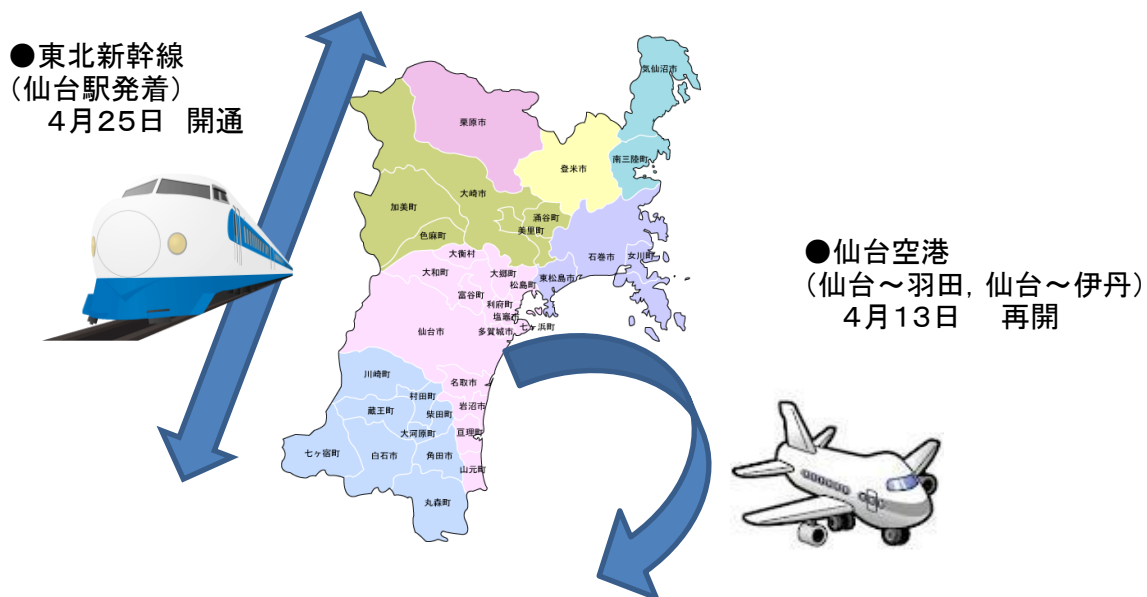 ●東北新幹線
(仙台駅発着)
4月25日 開通
気仙沼市
栗原市
南三陸町
登米市
大崎市
加美町
涌谷町
美里町
色麻町
大衡村
石巻市
女川町
大和町
大郷町
東松島市
松島町
富谷町
利府町
塩竈市
七ヶ浜町
仙台市
多賀城市
川崎町
名取市
村田町
岩沼市
蔵王町
柴田町
亘理町
大河原町
七ヶ宿町
白石市
角田市
山元町
丸森町
●仙台空港
(仙台～羽田，仙台～伊丹)
4月13日 再開